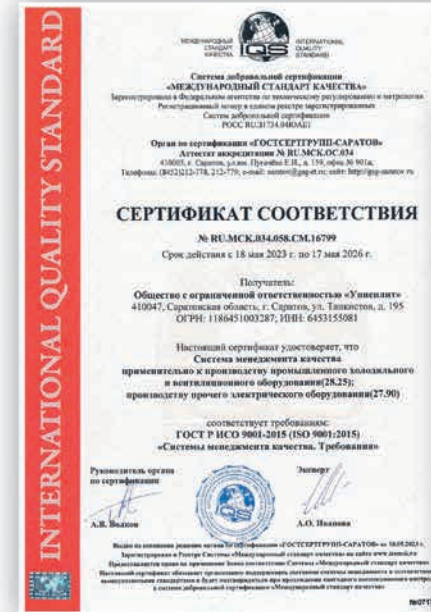 INTERNATIONAL QUALITY STANDARD
МЕЖДУНАРОДНЫЙ
СТАНДАРТ
КАЧЕСТВА
IQS
INTERNATIONAL
QUALITY
STANDARD
Система добровольной сертификации
«МЕЖДУНАРОДНЫЙ СТАНДАРТ КАЧЕСТВА»
Зарегистрирована в Федеральном агентстве по техническому регулированию и метрологии
Регистрационный номер в едином реестре зарегистрированных
Систем добровольной сертификации
Орган по сертификации «ГОСТСЕРТГРУПП-САРАТОВ»
Аттестат аккредитации № RU.МСК.ОС.034
СЕРТИФИКАТ СООТВЕТСТВИЯ
№ RU.МСК.034.058.СМ.16799
Срок действия с 18 мая 2023 г. по 17 мая 2026 г.
Получатель:
Общество с ограниченной ответственностью «Униеплит»
410047, Саратовская область, г. Саратов, ул. Танкистов, д. 195
ОГРН: 1186451003287; ИНН: 6453155081
Настоящий сертификат удостоверяет, что
Система менеджмента качества
применительно к производству промышленного холодильного
и вентиляционного оборудования(28.25);
производству прочего электрического оборудования(27.90)
соответствует требованиям:
ГОСТ Р ИСО 9001-2015 (ISO 9001:2015)
«Системы менеджмента качества. Требования»
Руководитель органа
по сертификации
Эксперт
IQS
А.В. Волков
А.О. Иванова